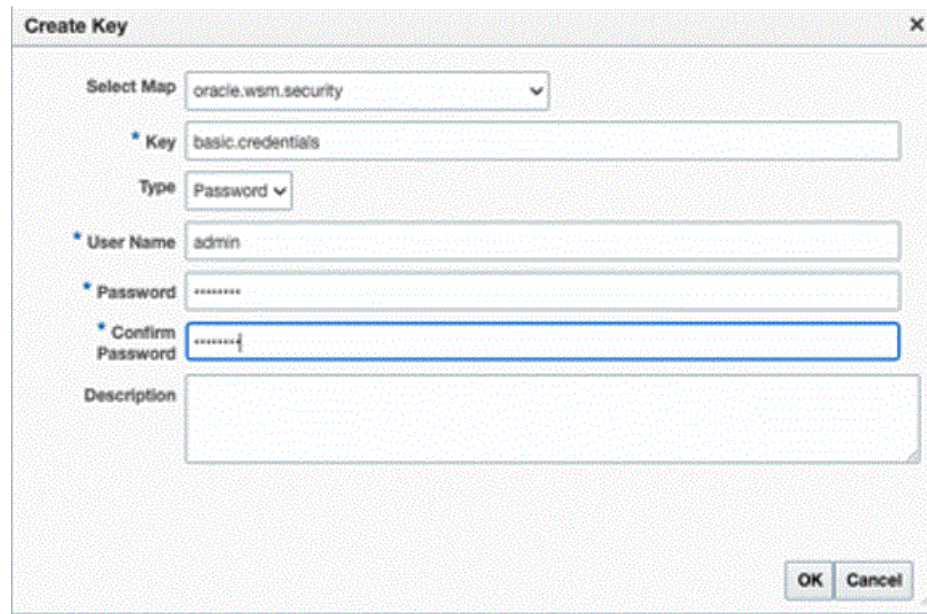 Create Key
Select Map oracle.wsm.security
* Key basic.credentials
Type Password
* User Name admin
* Password ••••••••
* Confirm
Password ••••••••
Description
OK Cancel